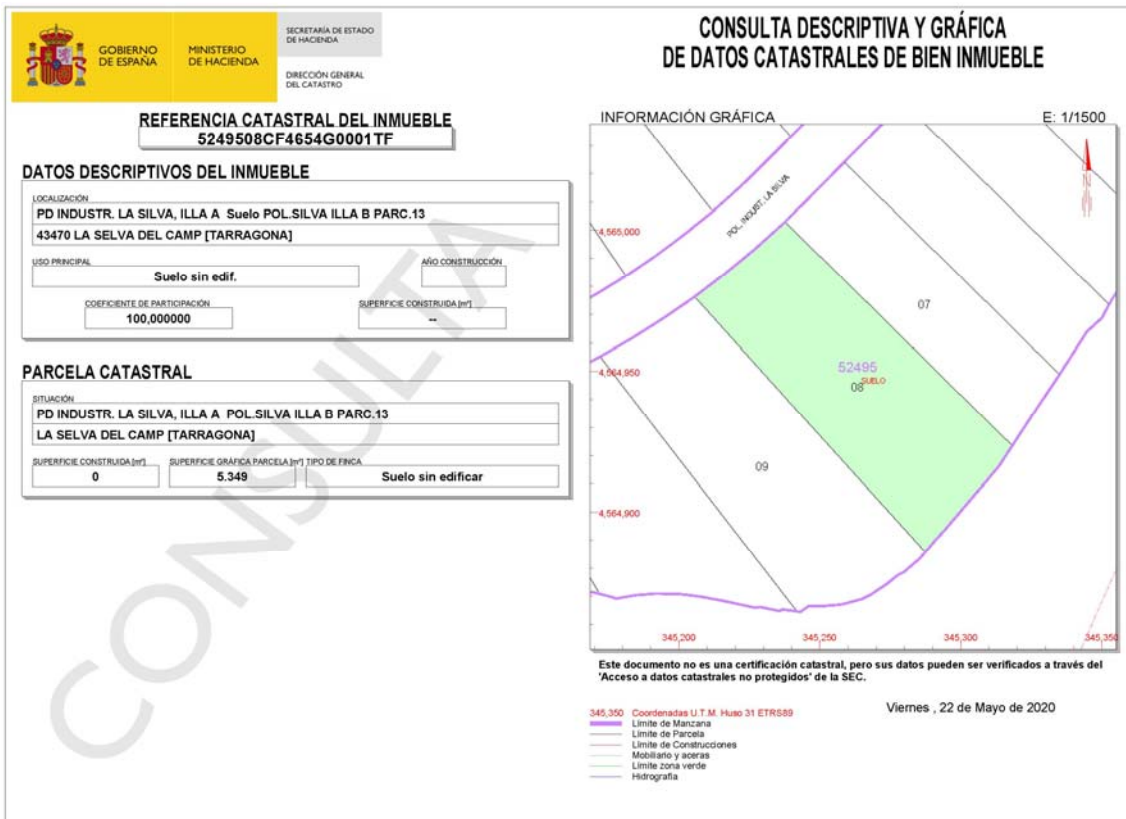 GOBIERNO
DE ESPAÑA
MINISTERIO
DE HACIENDA
SECRETARÍA DE ESTADO
DE HACIENDA
DIRECCIÓN GENERAL
DEL CATASTRO
CONSULTA DESCRIPTIVA Y GRÁFICA
DE DATOS CATASTRALES DE BIEN INMUEBLE
REFERENCIA CATASTRAL DEL INMUEBLE
5249508CF4654G0001TF
DATOS DESCRIPTIVOS DEL INMUEBLE
LOCALIZACIÓN
PD INDUSTR. LA SILVA, ILLA A Suelo POL.SILVA ILLA B PARC.13
43470 LA SELVA DEL CAMP [TARRAGONA]
USO PRINCIPAL
Suelo sin edif.
AÑO CONSTRUCCIÓN
COEFICIENTE DE PARTICIPACIÓN
100,000000
SUPERFICIE CONSTRUIDA [m²]
--
PARCELA CATASTRAL
SITUACIÓN
PD INDUSTR. LA SILVA, ILLA A POL.SILVA ILLA B PARC.13
LA SELVA DEL CAMP [TARRAGONA]
SUPERFICIE CONSTRUIDA [m²]
0
SUPERFICIE GRÁFICA PARCELA [m²]
5.349
TIPO DE FINCA
Suelo sin edificar
CONSULTA
INFORMACIÓN GRÁFICA
E: 1/1500
POL. INDUST. LA SILVA
N
4,565,000
07
4,564,950
52495
SUELO
08
09
4,564,900
345,200
345,250
345,300
345,350
Este documento no es una certificación catastral, pero sus datos pueden ser verificados a través del
'Acceso a datos catastrales no protegidos' de la SEC.
Viernes , 22 de Mayo de 2020
345,350 Coordenadas U.T.M. Huso 31 ETRS89
Límite de Manzana
Límite de Parcela
Límite de Construcciones
Mobiliario y aceras
Límite zona verde
Hidrografía